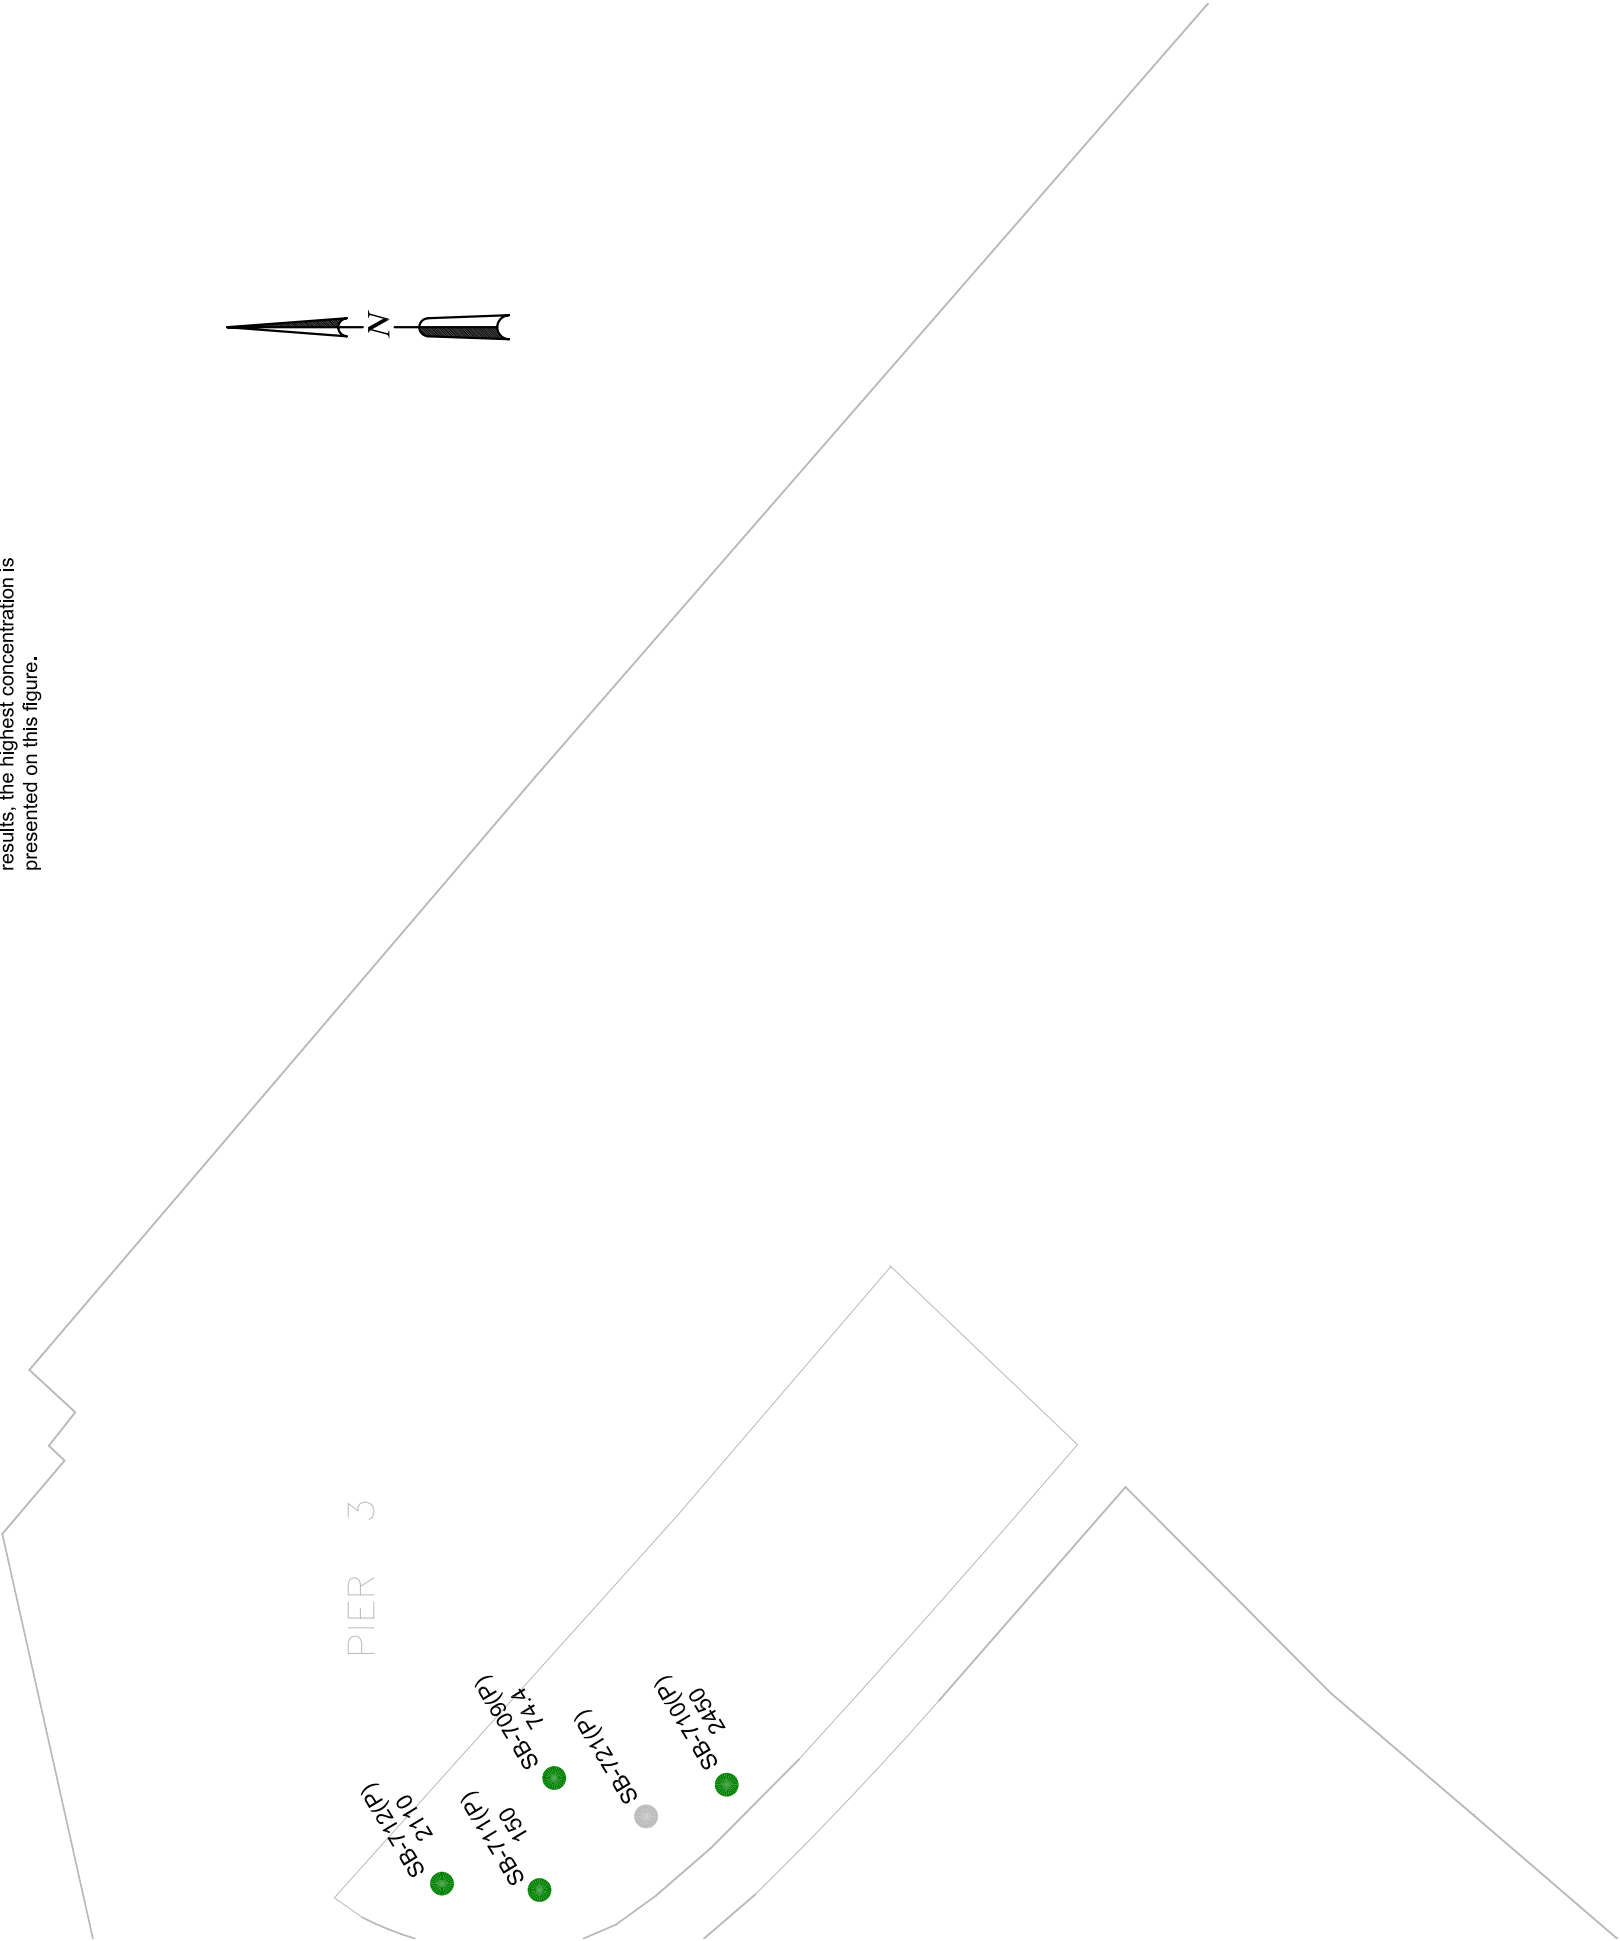 results, the highest concentration is
presented on this figure.
N
PIER 3
SB-709(P)
74.4
SB-710(P)
2450
SB-721(P)
SB-712(P)
2110
SB-711(P)
150